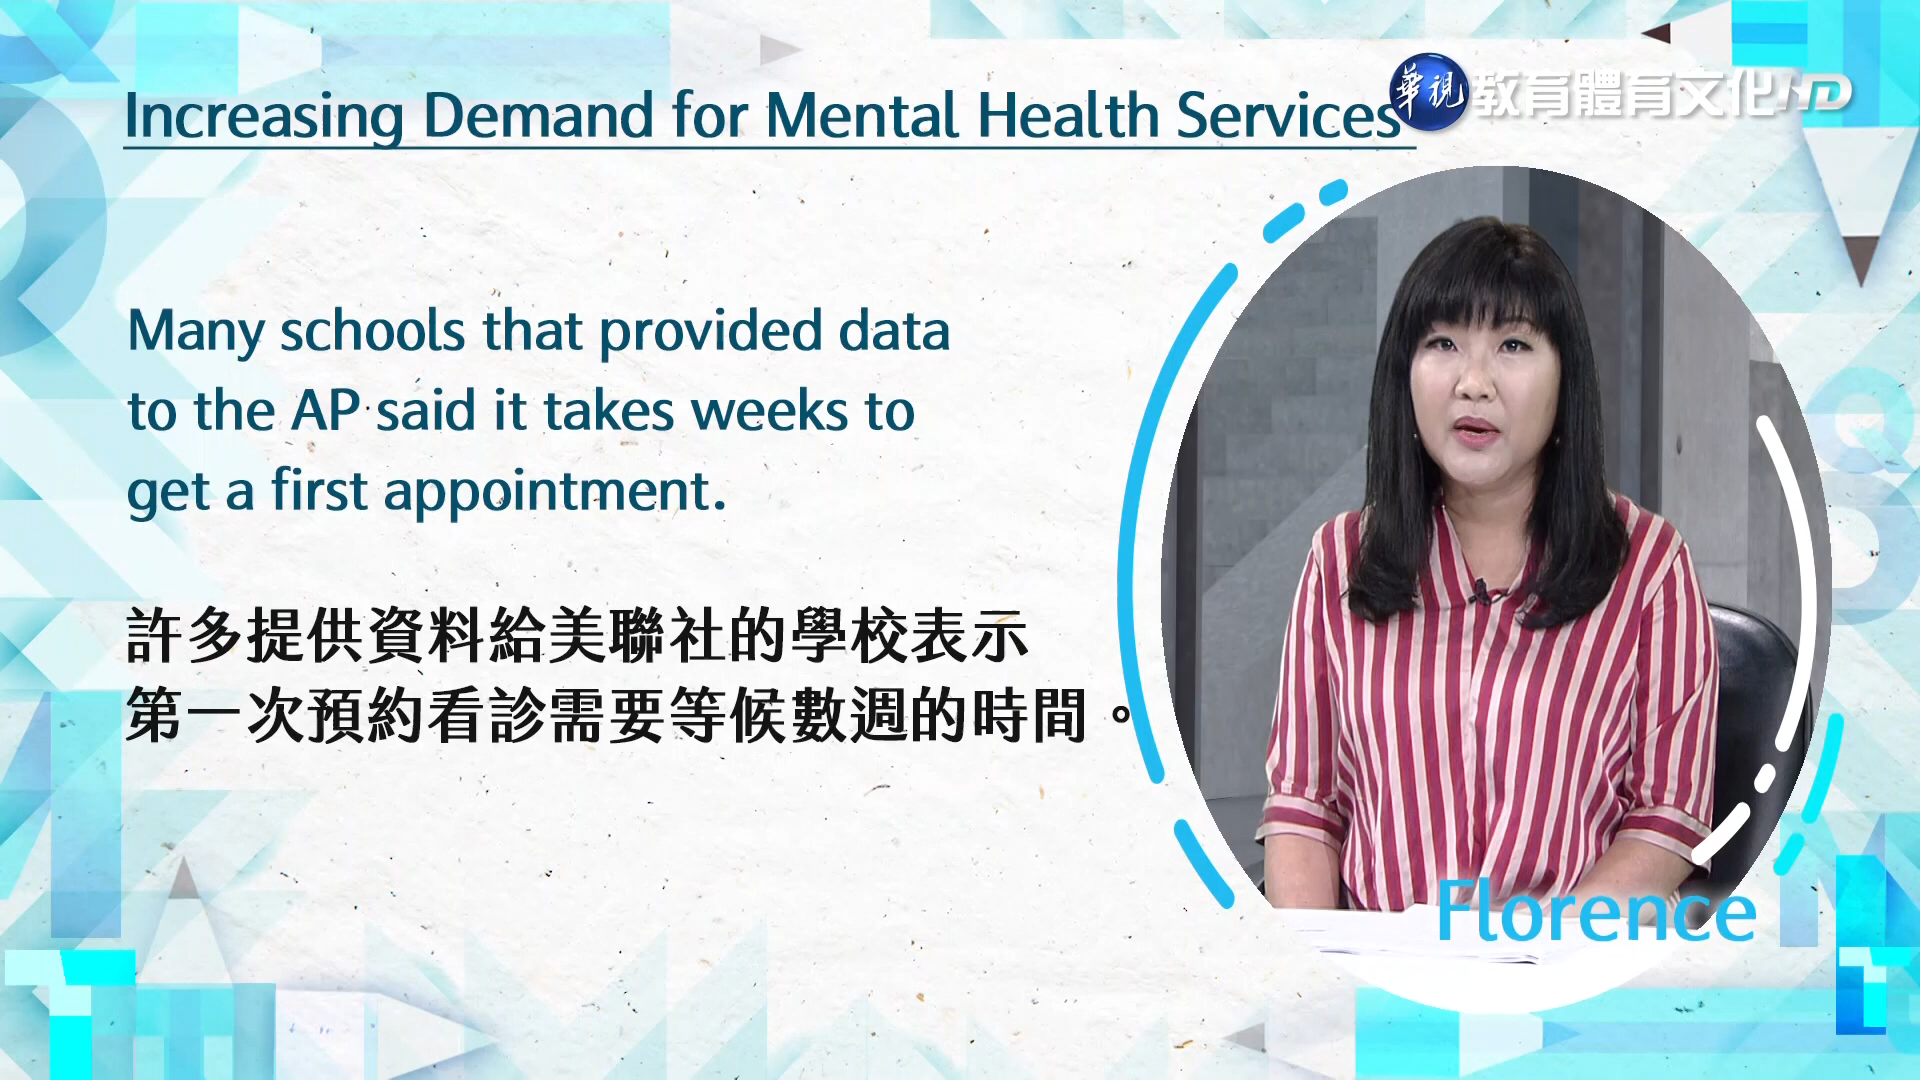 Increasing Demand for Mental Health Services
華視 教育體育文化HD
Many schools that provided data
to the AP said it takes weeks to
get a first appointment.
許多提供資料給美聯社的學校表示
第一次預約看診需要等候數週的時間。
Florence